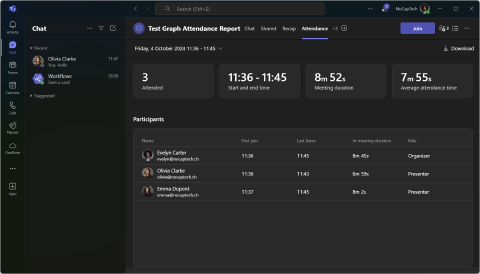 Search (Ctrl+E)
NoCapTech
Activity
Chat
Teams
Calendar
Calls
Planner
OneDrive
Apps
Chat
Recent
Olivia Clarke 11:47
You: Hello
Workflows
Sent a card
Suggested
Test Graph Attendance Report Chat Shared Recap Attendance +3
Join
Friday, 4 October 2024 11:36 - 11:45
Download
3
Attended
11:36 - 11:45
Start and end time
8m 52s
Meeting duration
7m 55s
Average attendance time
Participants
Name First join Last leave In-meeting duration Role
Evelyn Carter 11:36 11:45 8m 45s Organizer
evelyn@nocaptech.ch
Olivia Clarke 11:36 11:43 6m 59s Presenter
olivia@nocaptech.ch
Emma Dupont 11:37 11:45 8m 2s Presenter
emma@nocaptech.ch